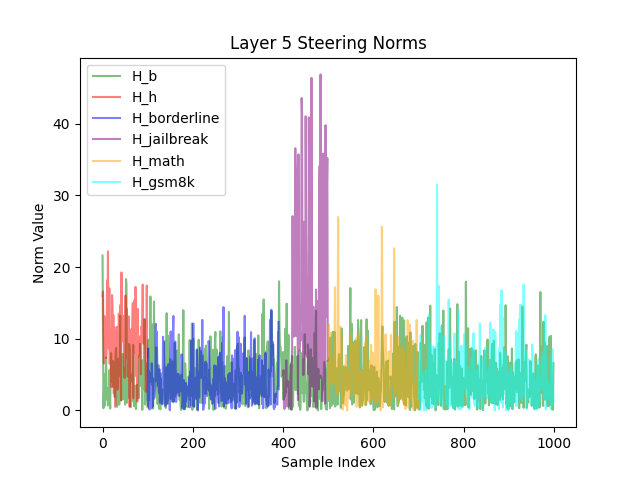 Layer 5 Steering Norms
H_b
H_h
H_borderline
H_jailbreak
H_math
H_gsm8k
Norm Value
40
30
20
10
0
0
200
400
600
800
1000
Sample Index